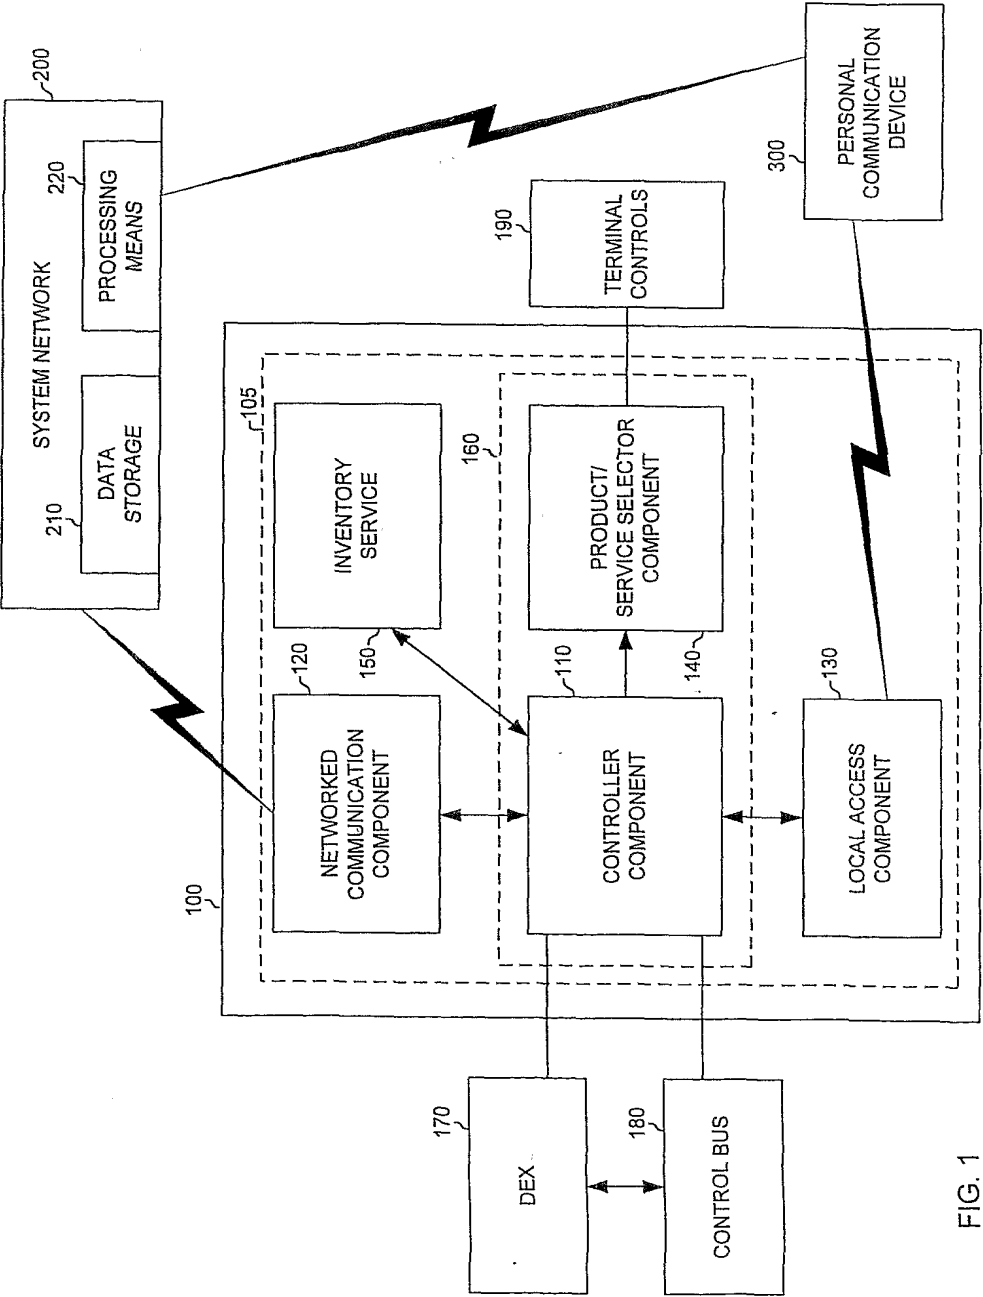 200
SYSTEM NETWORK
210
DATA
STORAGE
220
PROCESSING
MEANS
100
105
120
NETWORKED
COMMUNICATION
COMPONENT
150
INVENTORY
SERVICE
160
110
CONTROLLER
COMPONENT
140
PRODUCT/
SERVICE SELECTOR
COMPONENT
190
TERMINAL
CONTROLS
170
DEX
180
CONTROL BUS
130
LOCAL ACCESS
COMPONENT
300
PERSONAL
COMMUNICATION
DEVICE
FIG. 1